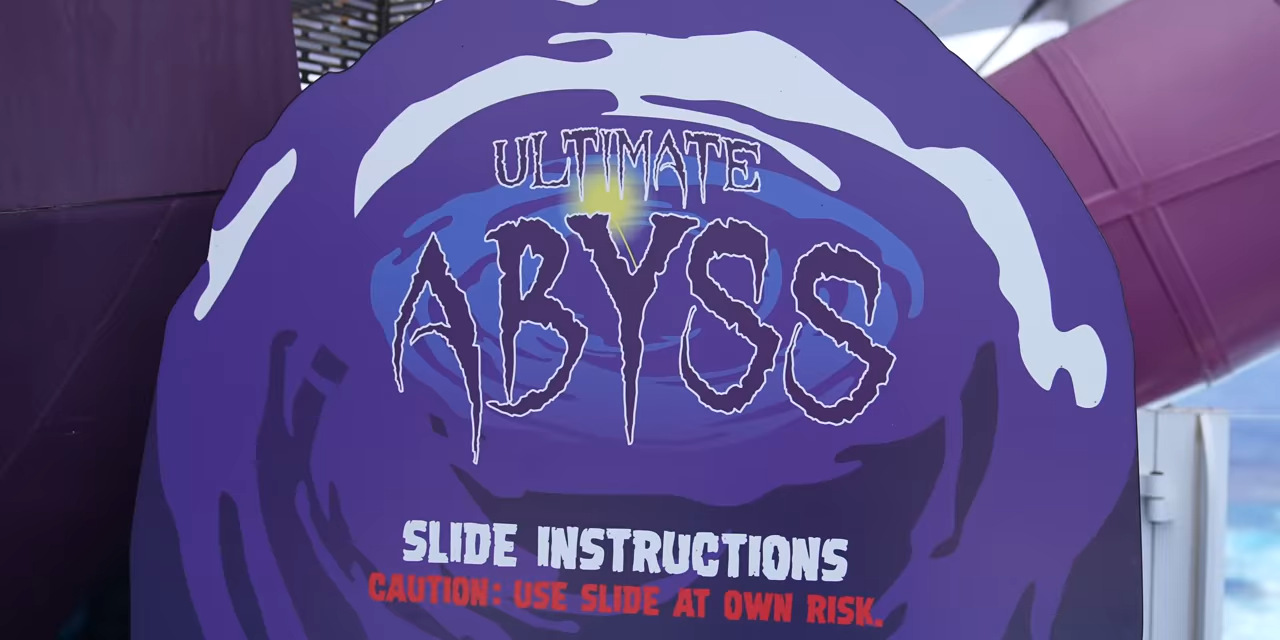 ULTIMATE
ABYSS
SLIDE INSTRUCTIONS
CAUTION: USE SLIDE AT OWN RISK.